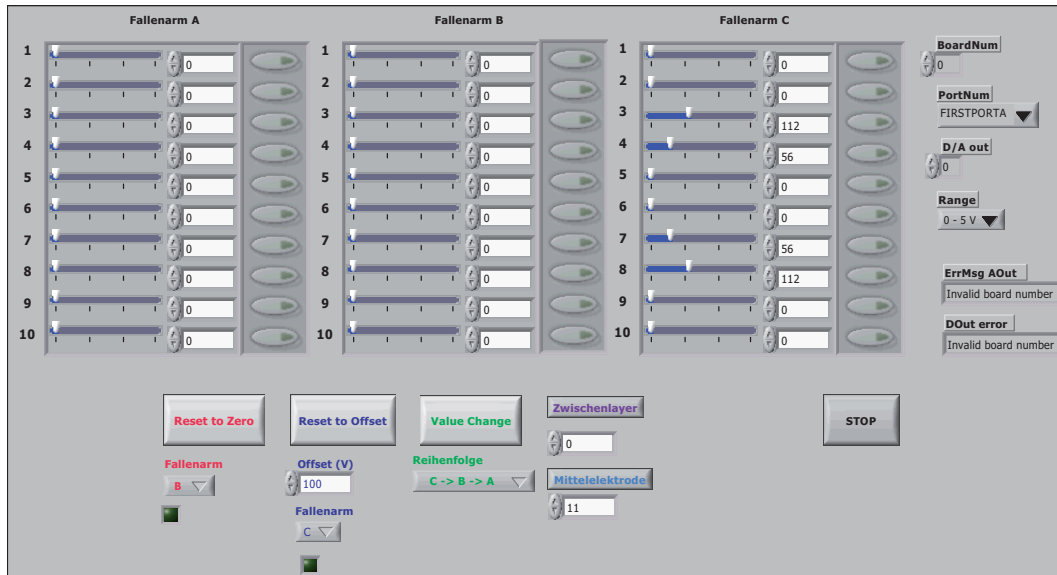 Fallenarm A
Fallenarm B
Fallenarm C
1 0 1 0 1 0
2 0 2 0 2 0
3 0 3 0 3 112
4 0 4 0 4 56
5 0 5 0 5 0
6 0 6 0 6 0
7 0 7 0 7 56
8 0 8 0 8 112
9 0 9 0 9 0
10 0 10 0 10 0
BoardNum
0
PortNum
FIRSTPORTA
D/A out
0
Range
0 - 5 V
ErrMsg AOut
Invalid board number
DOut error
Invalid board number
Reset to Zero
Fallenarm
B
Reset to Offset
Offset (V)
100
Fallenarm
C
Value Change
Reihenfolge
C -> B -> A
Zwischenlayer
0
Mittelelektrode
11
STOP